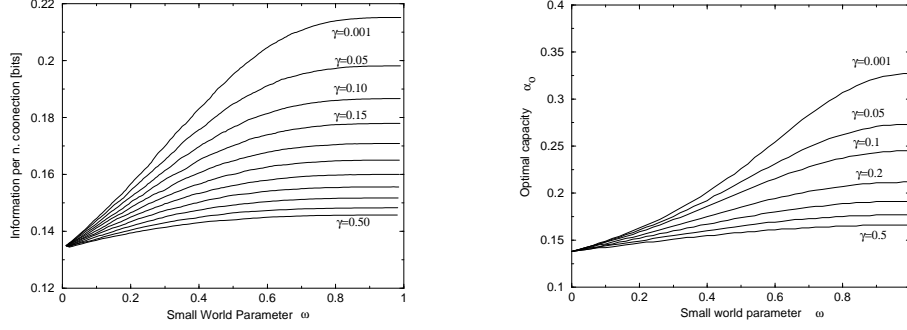 0.22
0.2
0.18
0.16
0.14
0.12
Information per n. coonection [bits]
γ=0.001
γ=0.05
γ=0.10
γ=0.15
γ=0.50
0 0.2 0.4 0.6 0.8 1
Small World Parameter ω
0.4
0.35
0.3
0.25
0.2
0.15
0.1
Optimal capacity αo
γ=0.001
γ=0.05
γ=0.1
γ=0.2
γ=0.5
0 0.2 0.4 0.6 0.8
Small world parameter ω